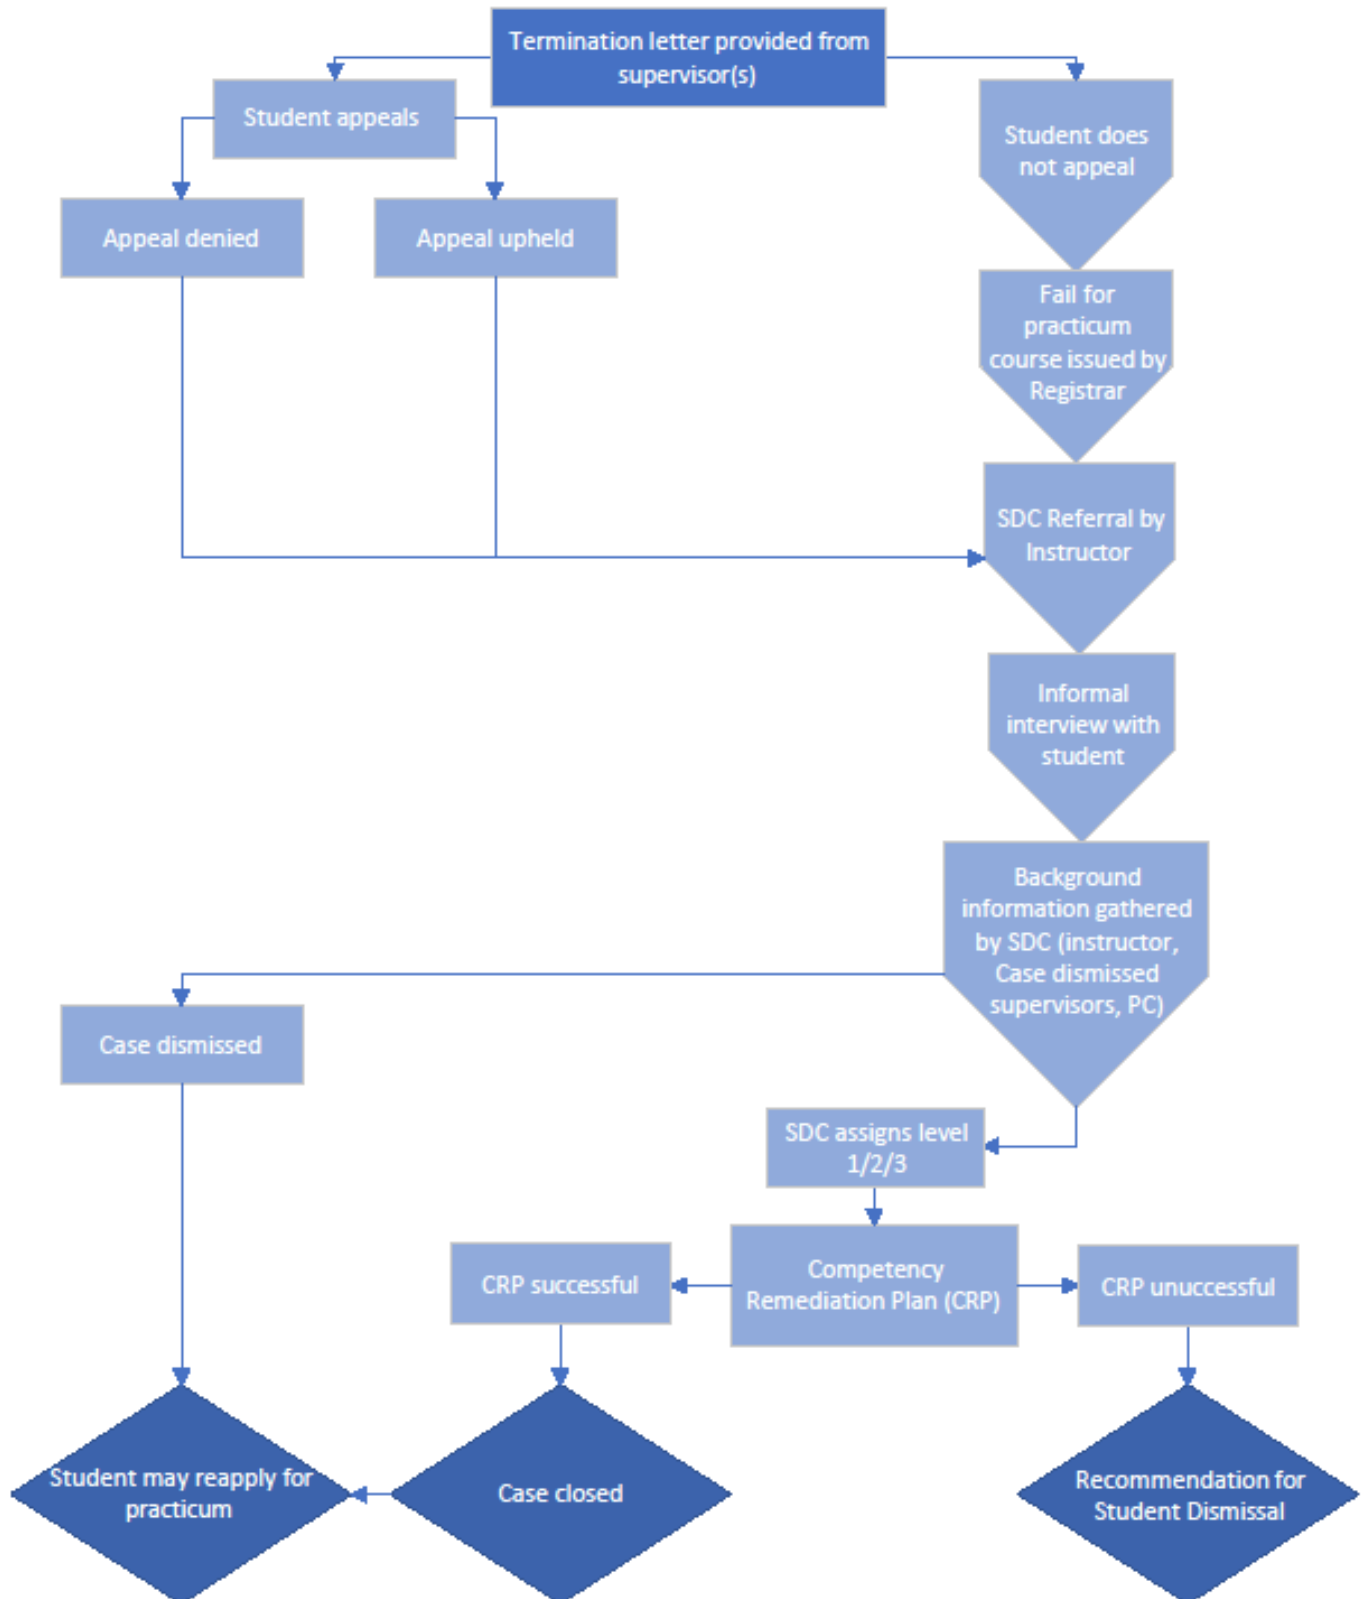 Termination letter provided from
supervisor(s)
Student appeals
Student does
not appeal
Appeal denied
Appeal upheld
Fail for
practicum
course issued by
Registrar
SDC Referral by
Instructor
Informal
interview with
student
Background
information gathered
by SDC (instructor,
Case dismissed
supervisors, PC)
Case dismissed
SDC assigns level
1/2/3
CRP successful
Competency
Remediation Plan (CRP)
CRP unuccessful
Student may reapply for
practicum
Case closed
Recommendation for
Student Dismissal